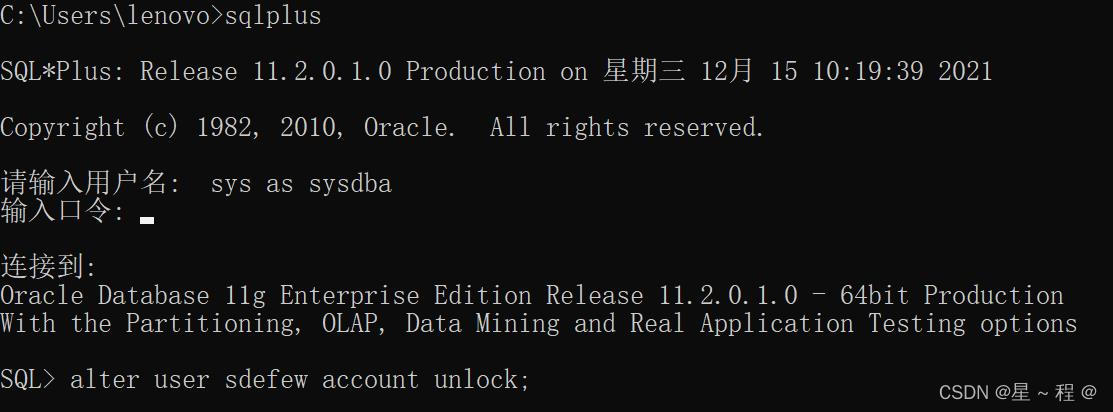 C:\Users\lenovo>sqlplus
SQL*Plus: Release 11.2.0.1.0 Production on 星期三 12月 15 10:19:39 2021
Copyright (c) 1982, 2010, Oracle.  All rights reserved.
请输入用户名:  sys as sysdba
输入口令:
连接到:
Oracle Database 11g Enterprise Edition Release 11.2.0.1.0 - 64bit Production
With the Partitioning, OLAP, Data Mining and Real Application Testing options
SQL> alter user sdefew account unlock;
CSDN @星 ~ 程 @